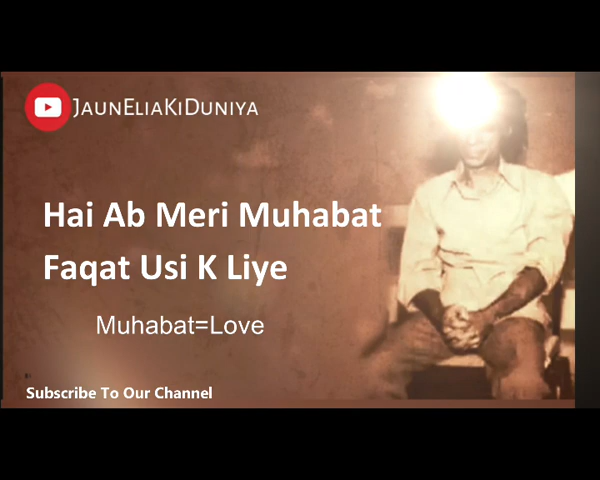 JaunEliaKiDuniya
Hai Ab Meri Muhabat
Faqat Usi K Liye
Muhabat=Love
Subscribe To Our Channel